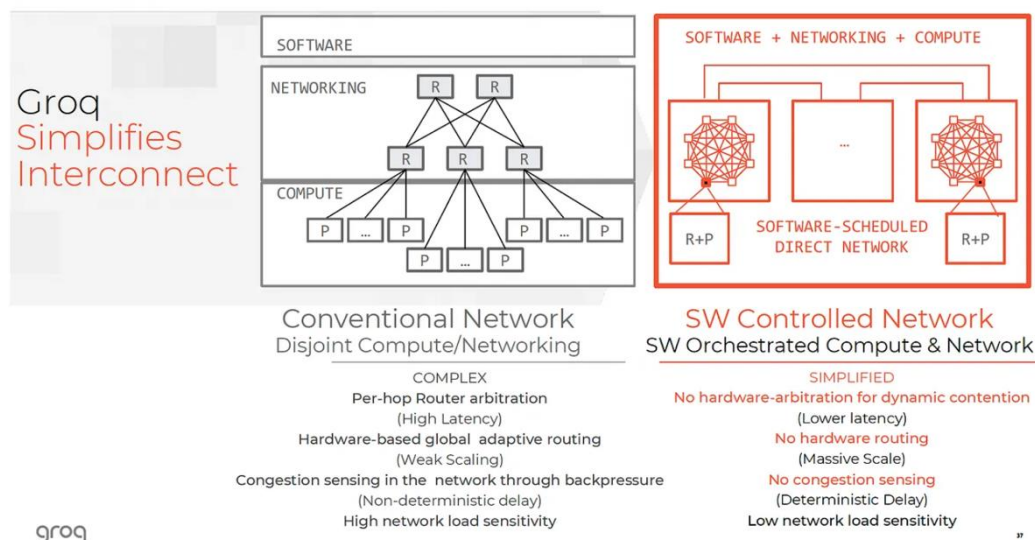 Groq
Simplifies
Interconnect
SOFTWARE
NETWORKING
R R
R R R
COMPUTE
P ... P P ... P
P ... P
Conventional Network
Disjoint Compute/Networking
COMPLEX
Per-hop Router arbitration
(High Latency)
Hardware-based global adaptive routing
(Weak Scaling)
Congestion sensing in the network through backpressure
(Non-deterministic delay)
High network load sensitivity
SOFTWARE + NETWORKING + COMPUTE
...
R+P
SOFTWARE-SCHEDULED
DIRECT NETWORK
R+P
SW Controlled Network
SW Orchestrated Compute & Network
SIMPLIFIED
No hardware-arbitration for dynamic contention
(Lower latency)
No hardware routing
(Massive Scale)
No congestion sensing
(Deterministic Delay)
Low network load sensitivity
groq
37